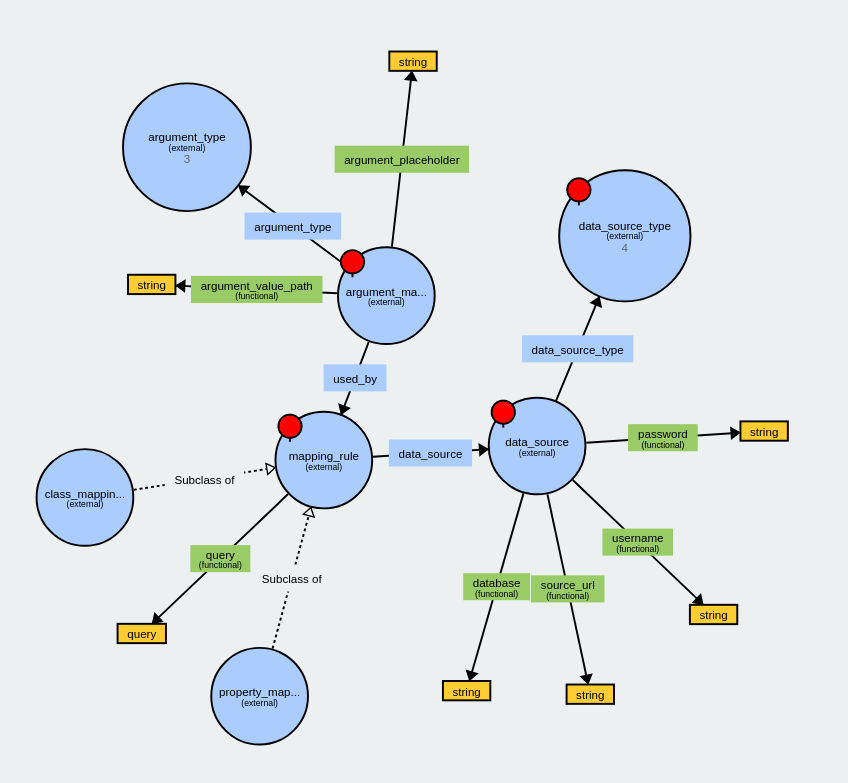 string
argument_type
(external)
3
argument_placeholder
argument_type
data_source_type
(external)
4
string
argument_value_path
(functional)
argument_ma...
(external)
used_by
data_source_type
mapping_rule
(external)
data_source
data_source
(external)
password
(functional)
string
class_mappin...
(external)
Subclass of
query
(functional)
Subclass of
username
(functional)
database
(functional)
source_url
(functional)
string
query
property_map...
(external)
string
string